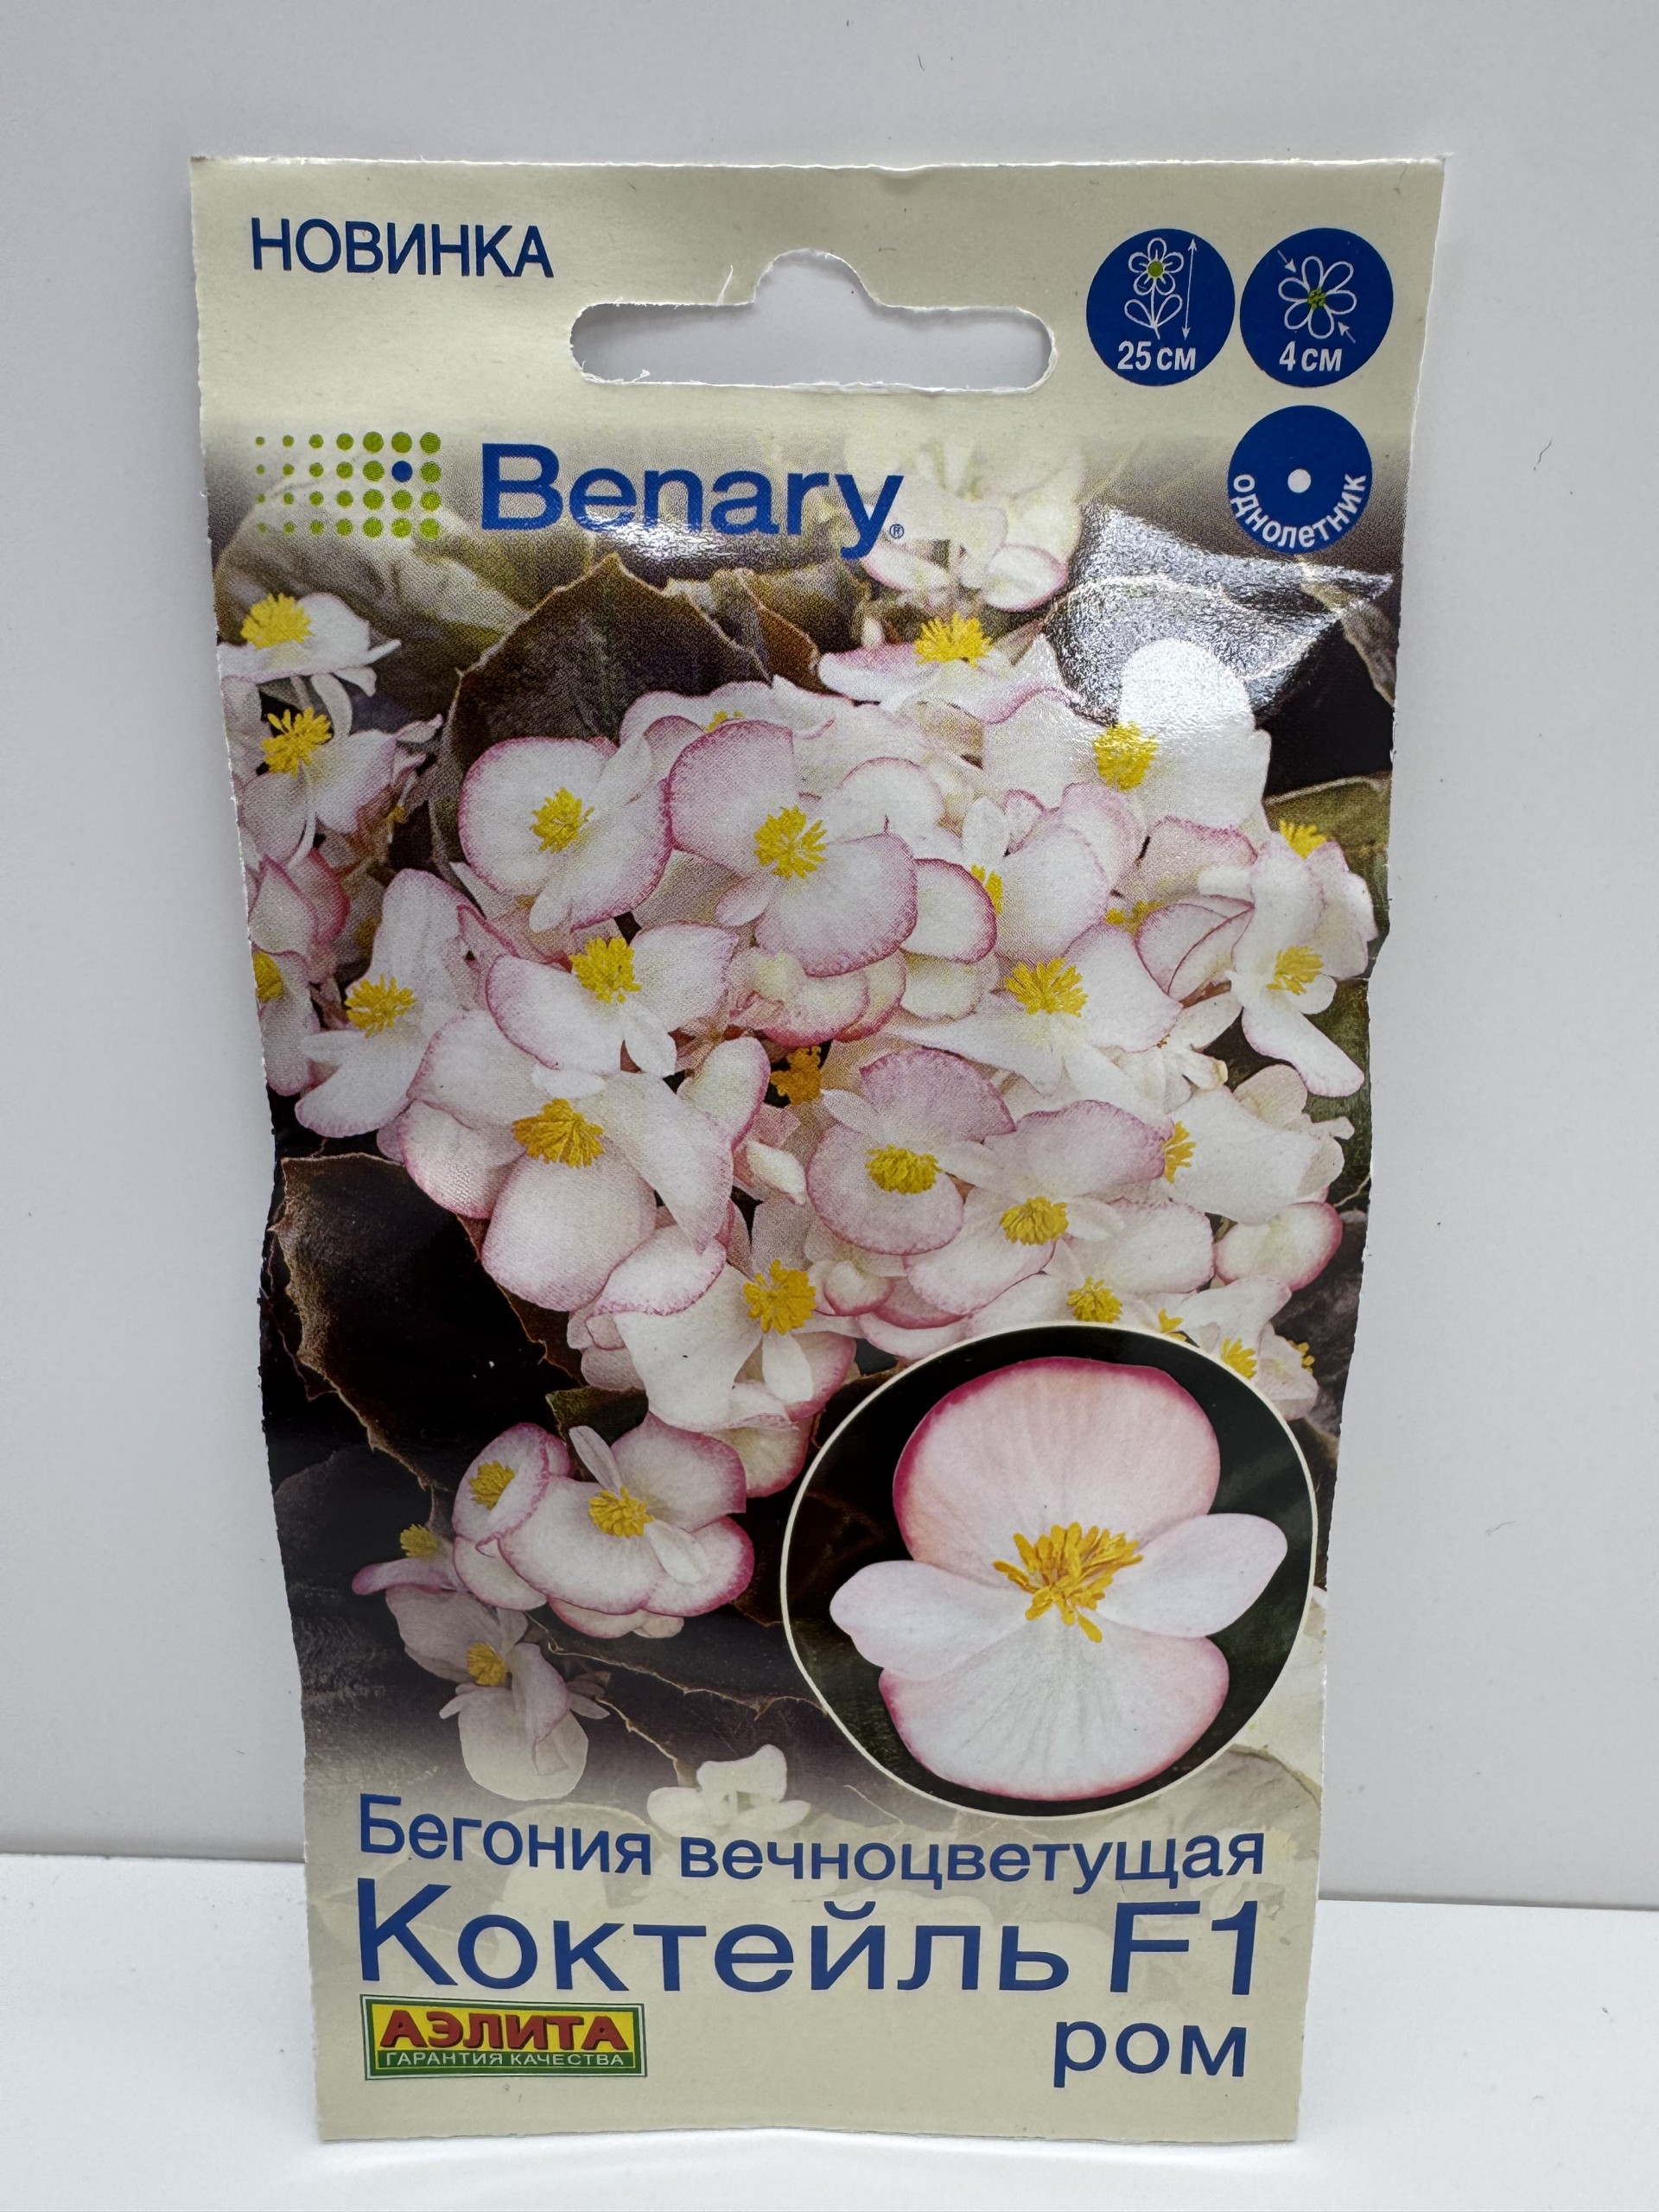 НОВИНКА
25 СМ
4 СМ
Benary®
однолетник
Бегония вечноцветущая
Коктейль F1
ром
АЭЛИТА
ГАРАНТИЯ КАЧЕСТВА